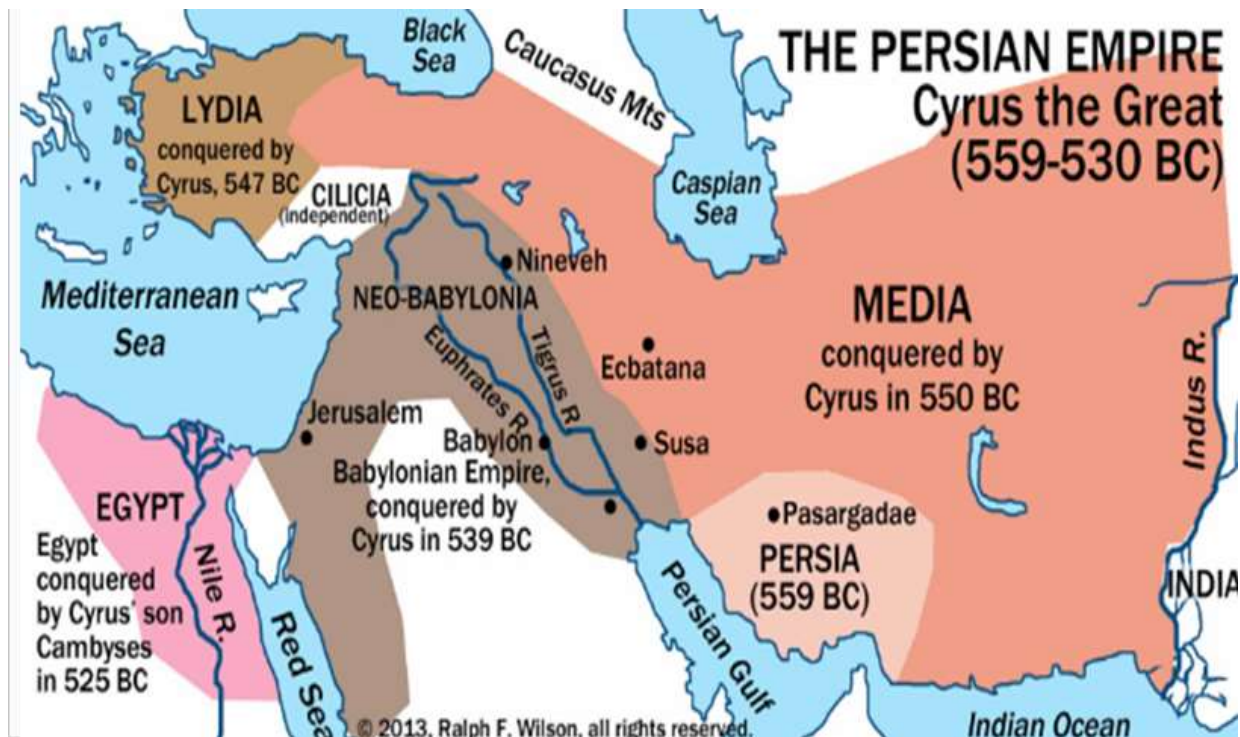 THE PERSIAN EMPIRE
Cyrus the Great
(559-530 BC)
Black
Sea
Caucasus Mts
Caspian
Sea
LYDIA
conquered by
Cyrus, 547 BC
CILICIA
(independent)
Mediterranean
Sea
Nineveh
NEO-BABYLONIA
Euphrates R.
Tigrus R.
Ecbatana
MEDIA
conquered by
Cyrus in 550 BC
Indus R.
Jerusalem
Babylon
Susa
Babylonian Empire,
conquered by
Cyrus in 539 BC
EGYPT
Egypt
conquered
by Cyrus' son
Cambyses
in 525 BC
Nile R.
Red Sea
Pasargadae
PERSIA
(559 BC)
Persian Gulf
INDIA
Indian Ocean
© 2013, Ralph F. Wilson, all rights reserved.